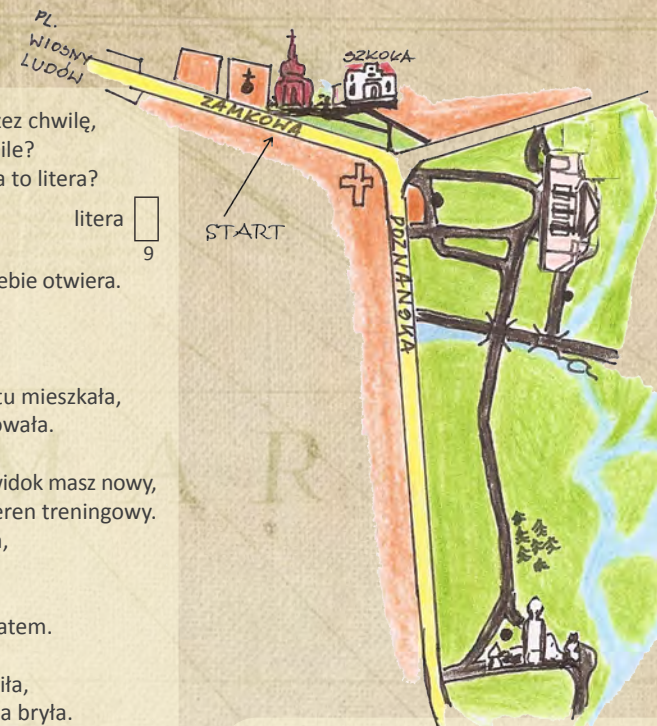 PL.
WIOSNY
LUDÓW
SZKOŁA
ZAMKOWA
START
POZNAŃSKA
ez chwilę,
ile?
a to litera?
litera
9
ebie otwiera.
tu mieszkała,
owała.
widok masz nowy,
eren treningowy.
,
atem.
iła,
a bryła.
M A R